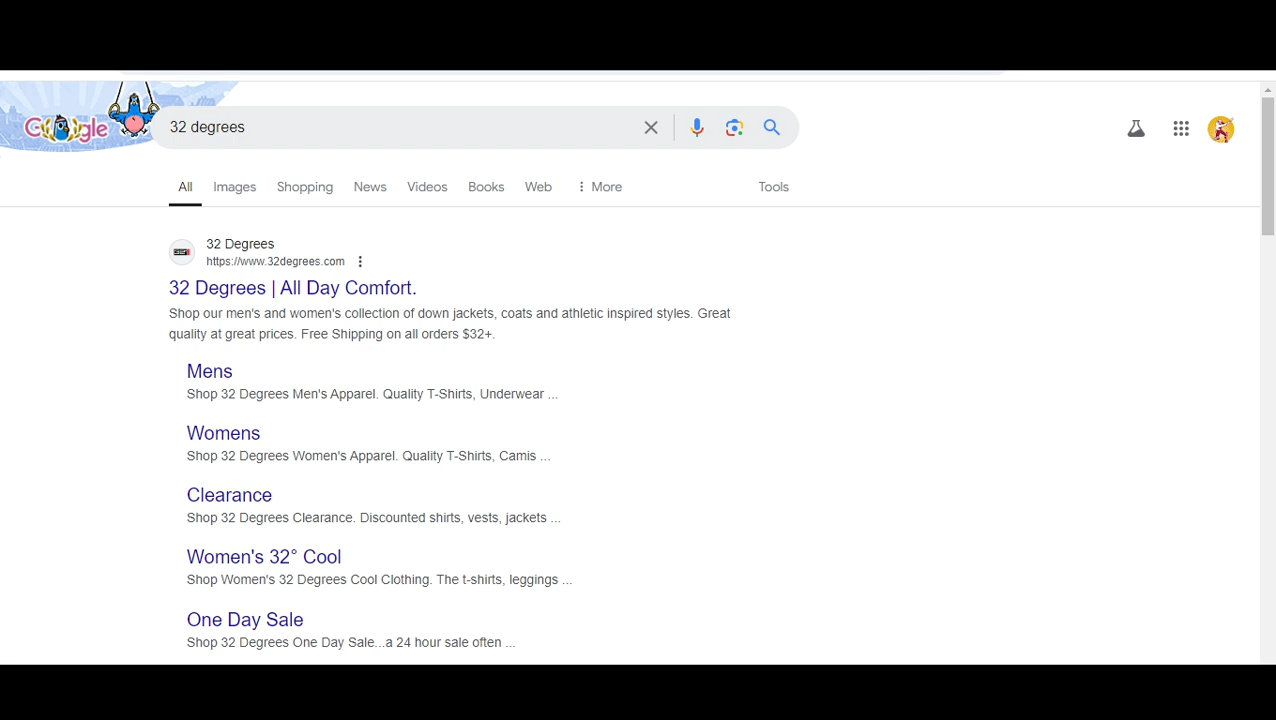 Google
32 degrees
All Images Shopping News Videos Books Web More Tools
32 Degrees
https://www.32degrees.com
32 Degrees | All Day Comfort.
Shop our men's and women's collection of down jackets, coats and athletic inspired styles. Great
quality at great prices. Free Shipping on all orders $32+.
Mens
Shop 32 Degrees Men's Apparel. Quality T-Shirts, Underwear ...
Womens
Shop 32 Degrees Women's Apparel. Quality T-Shirts, Camis ...
Clearance
Shop 32 Degrees Clearance. Discounted shirts, vests, jackets ...
Women's 32° Cool
Shop Women's 32 Degrees Cool Clothing. The t-shirts, leggings ...
One Day Sale
Shop 32 Degrees One Day Sale...a 24 hour sale often ...